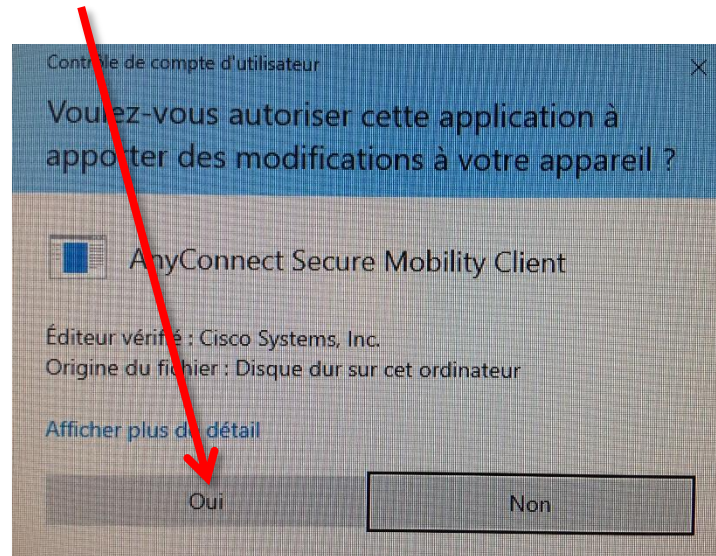 Contrôle de compte d'utilisateur
Voulez-vous autoriser cette application à
apporter des modifications à votre appareil ?
AnyConnect Secure Mobility Client
Éditeur vérifié : Cisco Systems, Inc.
Origine du fichier : Disque dur sur cet ordinateur
Afficher plus de détail
Oui
Non